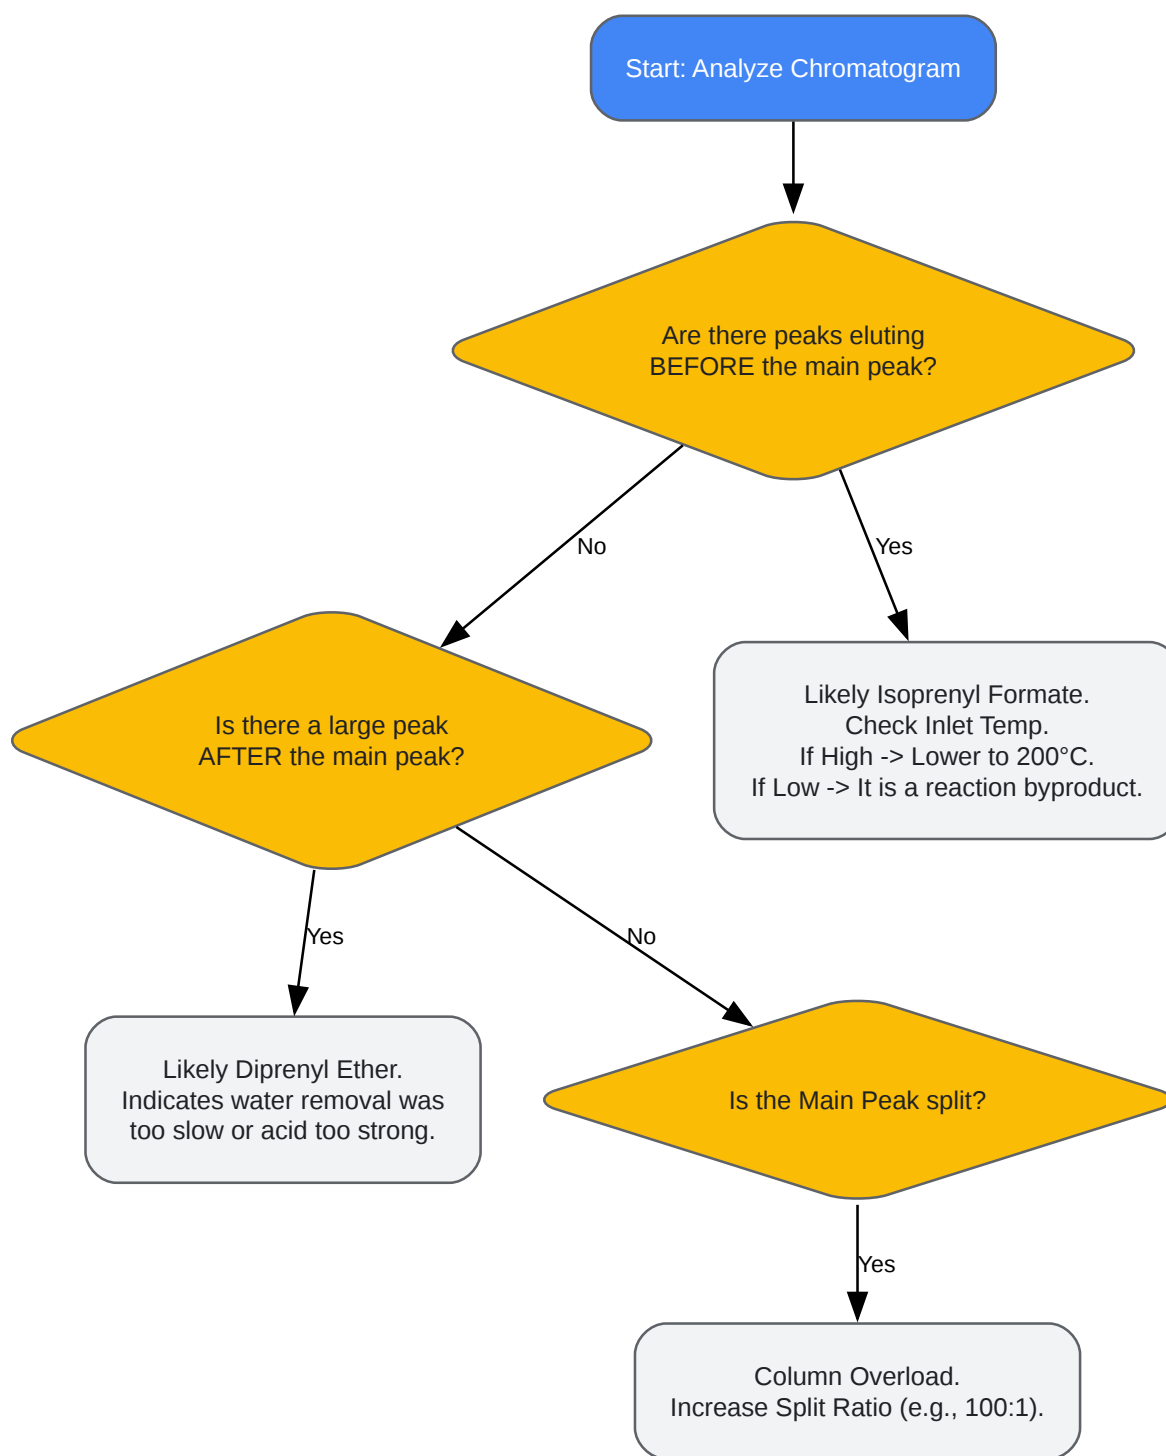 Start: Analyze Chromatogram
Are there peaks eluting
BEFORE the main peak?
No
Yes
Is there a large peak
AFTER the main peak?
Likely Isoprenyl Formate.
Check Inlet Temp.
If High -> Lower to 200°C.
If Low -> It is a reaction byproduct.
Yes
No
Likely Diprenyl Ether.
Indicates water removal was
too slow or acid too strong.
Is the Main Peak split?
Yes
Column Overload.
Increase Split Ratio (e.g., 100:1).